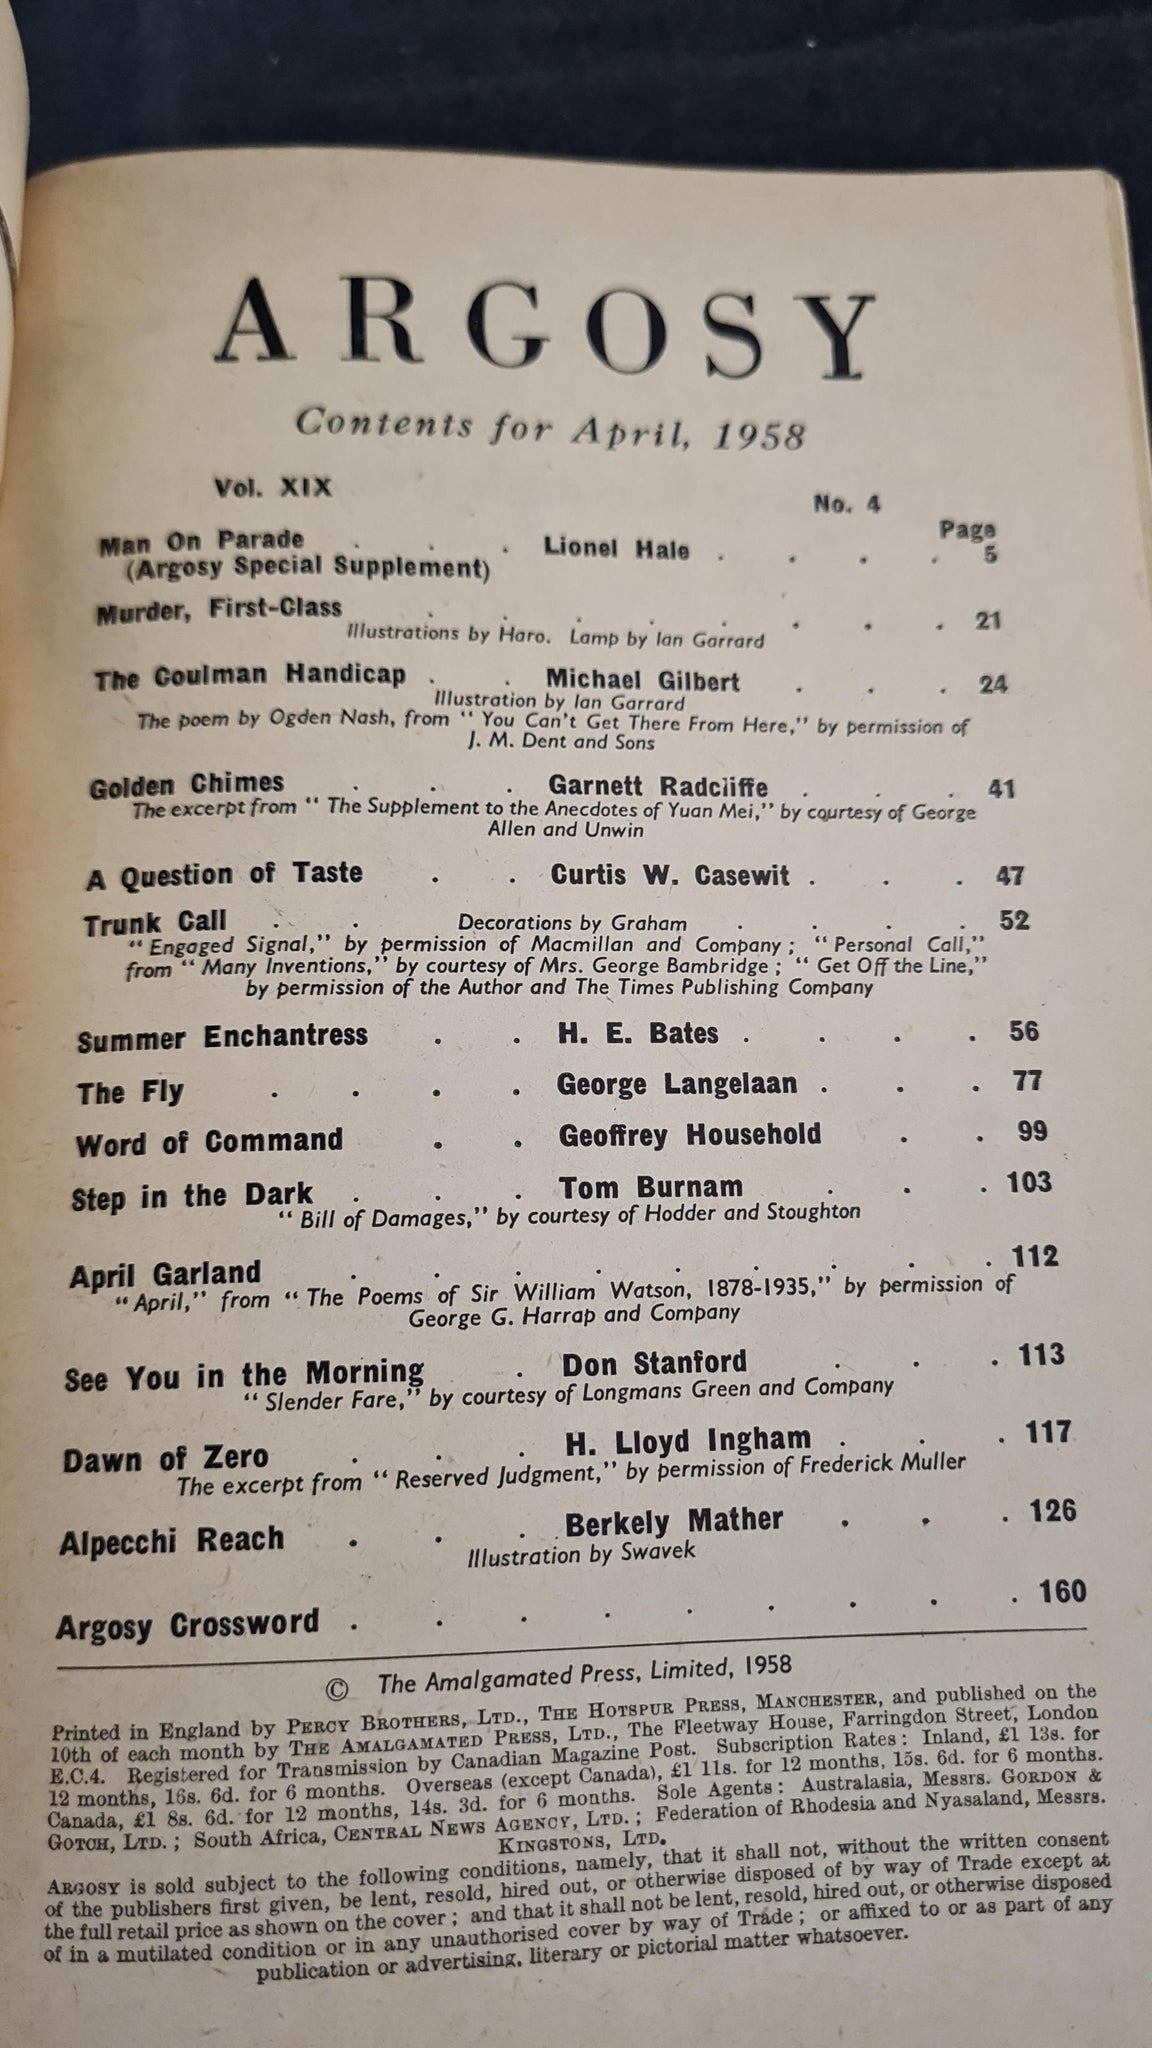 ARGOSY
Contents for April, 1958
Vol. XIX No. 4
Page
Man On Parade . . . Lionel Hale . . . . 5
(Argosy Special Supplement)
Murder, First-Class . . . . . . . . 21
Illustrations by Haro. Lamp by Ian Garrard
The Coulman Handicap . . Michael Gilbert . . . 24
Illustration by Ian Garrard
The poem by Ogden Nash, from "You Can't Get There From Here," by permission of
J. M. Dent and Sons
Golden Chimes . . . Garnett Radcliffe . . . 41
The excerpt from "The Supplement to the Anecdotes of Yuan Mei," by courtesy of George
Allen and Unwin
A Question of Taste . . Curtis W. Casewit . . . 47
Trunk Call . . Decorations by Graham . . . . 52
"Engaged Signal," by permission of Macmillan and Company; "Personal Call,"
from "Many Inventions," by courtesy of Mrs. George Bambridge; "Get Off the Line,"
by permission of the Author and The Times Publishing Company
Summer Enchantress . . H. E. Bates . . . . 56
The Fly . . . . George Langelaan . . . 77
Word of Command . . Geoffrey Household . . 99
Step in the Dark . . . Tom Burnam . . . 103
"Bill of Damages," by courtesy of Hodder and Stoughton
April Garland . . . . . . . . . 112
"April," from "The Poems of Sir William Watson, 1878-1935," by permission of
George G. Harrap and Company
See You in the Morning . Don Stanford . . . 113
"Slender Fare," by courtesy of Longmans Green and Company
Dawn of Zero . . . H. Lloyd Ingham . . . 117
The excerpt from "Reserved Judgment," by permission of Frederick Muller
Alpecchi Reach . . . Berkely Mather . . . 126
Illustration by Swavek
Argosy Crossword . . . . . . . . . 160
© The Amalgamated Press, Limited, 1958
Printed in England by PERCY BROTHERS, LTD., THE HOTSPUR PRESS, MANCHESTER, and published on the
10th of each month by THE AMALGAMATED PRESS, LTD., The Fleetway House, Farringdon Street, London
E.C.4. Registered for Transmission by Canadian Magazine Post. Subscription Rates: Inland, £1 13s. for
12 months, 16s. 6d. for 6 months. Overseas (except Canada), £1 11s. for 12 months, 15s. 6d. for 6 months.
Canada, £1 8s. 6d. for 12 months, 14s. 3d. for 6 months. Sole Agents: Australasia, Messrs. GORDON &
GOTCH, LTD.; South Africa, CENTRAL NEWS AGENCY, LTD.; Federation of Rhodesia and Nyasaland, Messrs.
KINGSTONS, LTD.
ARGOSY is sold subject to the following conditions, namely, that it shall not, without the written consent
of the publishers first given, be lent, resold, hired out, or otherwise disposed of by way of Trade except at
the full retail price as shown on the cover; and that it shall not be lent, resold, hired out, or otherwise disposed
of in a mutilated condition or in any unauthorised cover by way of Trade; or affixed to or as part of any
publication or advertising, literary or pictorial matter whatsoever.